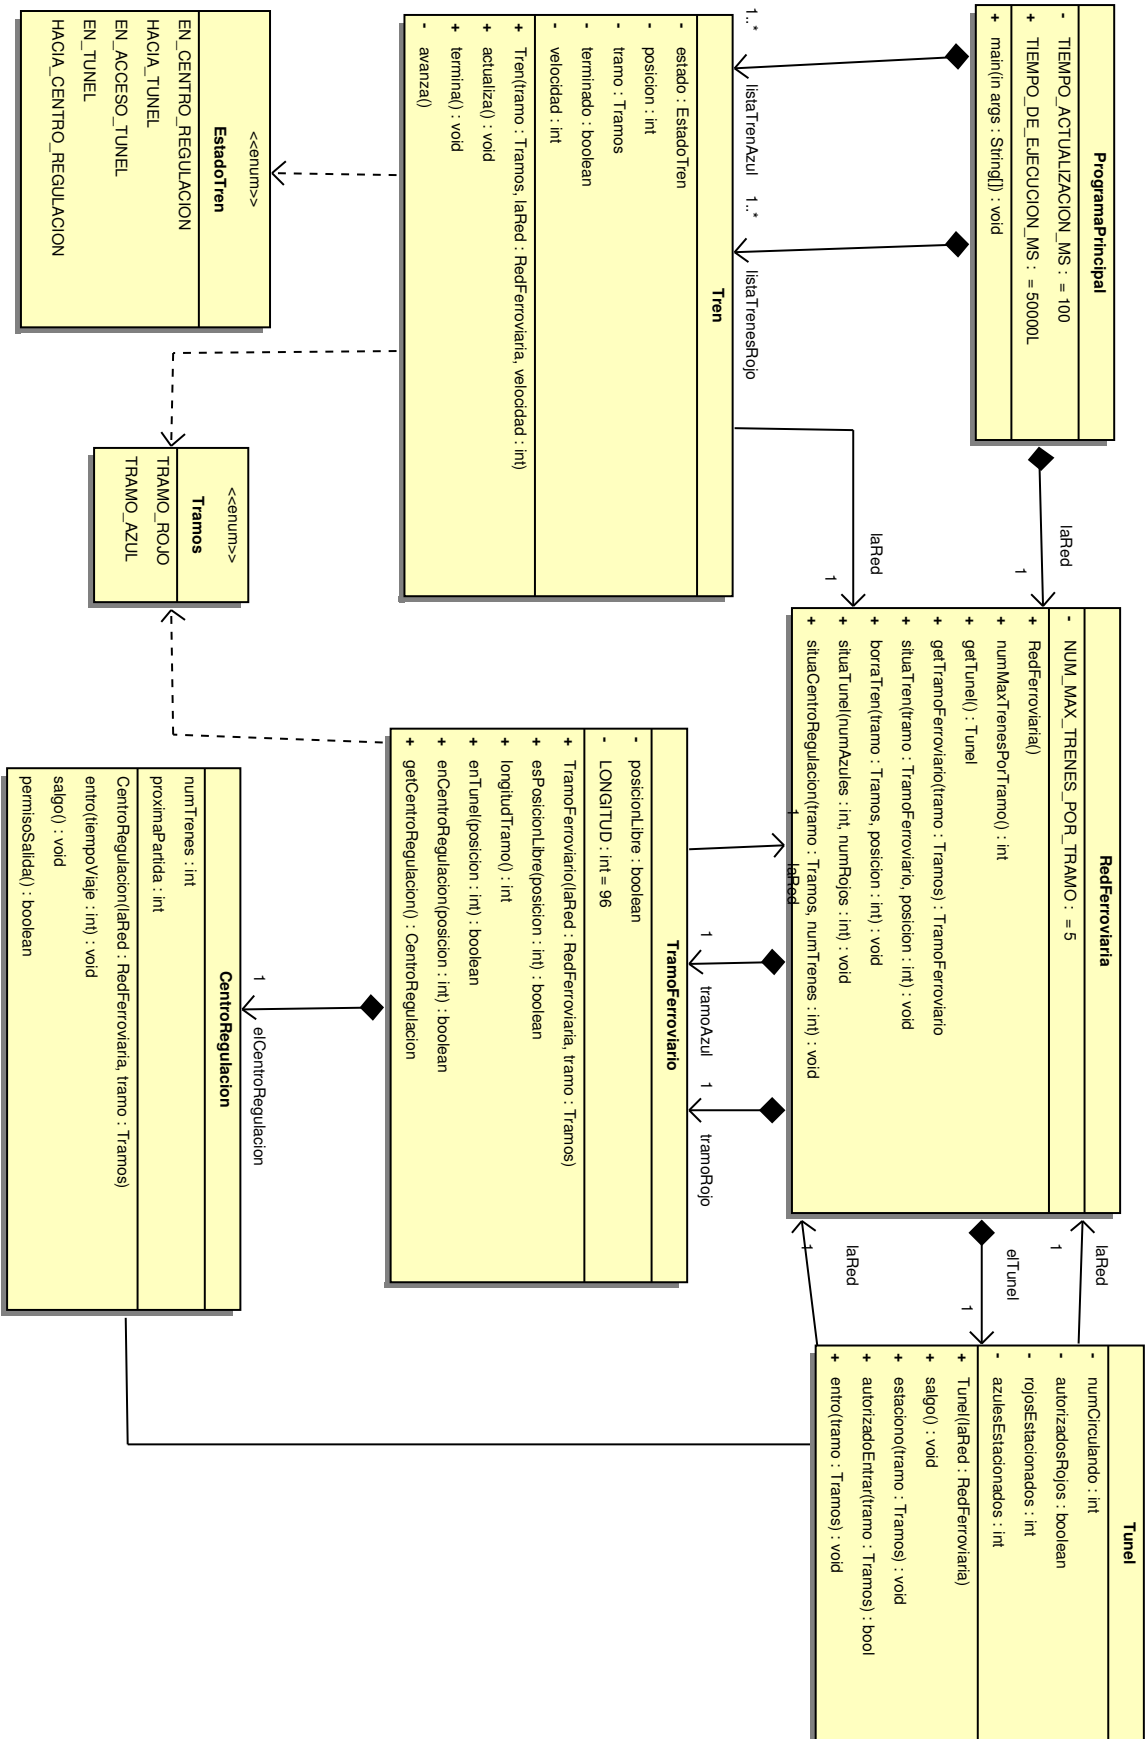 ProgramaPrincipal
- TIEMPO_ACTUALIZACION_MS : = 100
+ TIEMPO_DE_EJECUCION_MS : = 50000L
+ main(in args : String[]) : void
laRed
1
RedFerroviaria
- NUM_MAX_TRENES_POR_TRAMO : = 5
+ RedFerroviaria()
+ numMaxTrenesPorTramo() : int
+ getTunel() : Tunel
+ getTramoFerroviario(tramo : Tramos) : TramoFerroviario
+ situaTren(tramo : TramoFerroviario, posicion : int) : void
+ borraTren(tramo : Tramos, posicion : int) : void
+ situaTunel(numAzules : int, numRojos : int) : void
+ situaCentroRegulacion(tramo : Tramos, numTrenes : int) : void
laRed
1
elTunel
1
laRed
1
Tunel
- numCirculando : int
- autorizadosRojos : boolean
- rojosEstacionados : int
- azulesEstacionados : int
+ Tunel(laRed : RedFerroviaria)
+ salgo() : void
+ estaciono(tramo : Tramos) : void
+ autorizadoEntrar(tramo : Tramos) : bool
+ entro(tramo : Tramos) : void
1..*
listaTrenAzul
1..*
listaTrenesRojo
laRed
1
Tren
- estado : EstadoTren
- posicion : int
- tramo : Tramos
- terminado : boolean
- velocidad : int
+ Tren(tramo : Tramos, laRed : RedFerroviaria, velocidad : int)
+ actualiza() : void
+ termina() : void
- avanza()
1
laRed
1
tramoAzul
1
tramoRojo
TramoFerroviario
- posicionLibre : boolean
- LONGITUD : int = 96
+ TramoFerroviario(laRed : RedFerroviaria, tramo : Tramos)
+ esPosicionLibre(posicion : int) : boolean
+ longitudTramo() : int
+ enTunel(posicion : int) : boolean
+ enCentroRegulacion(posicion : int) : boolean
+ getCentroRegulacion() : CentroRegulacion
<<enum>>
EstadoTren
EN_CENTRO_REGULACION
HACIA_TUNEL
EN_ACCESO_TUNEL
EN_TUNEL
HACIA_CENTRO_REGULACION
<<enum>>
Tramos
TRAMO_ROJO
TRAMO_AZUL
1
elCentroRegulacion
CentroRegulacion
numTrenes : int
proximaPartida : int
CentroRegulacion(laRed : RedFerroviaria, tramo : Tramos)
entro(tiempoViaje : int) : void
salgo() : void
permisoSalida() : boolean